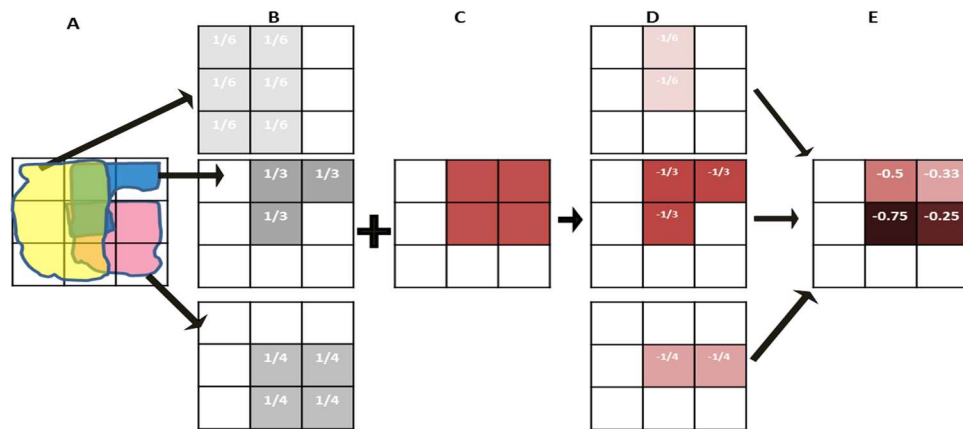 A
B
C
D
E
1/6 1/6
1/6 1/6
1/6 1/6
1/3 1/3
1/3
1/4 1/4
1/4 1/4
-1/6
-1/6
-1/3 -1/3
-1/3
-1/4 -1/4
-0.5 -0.33
-0.75 -0.25